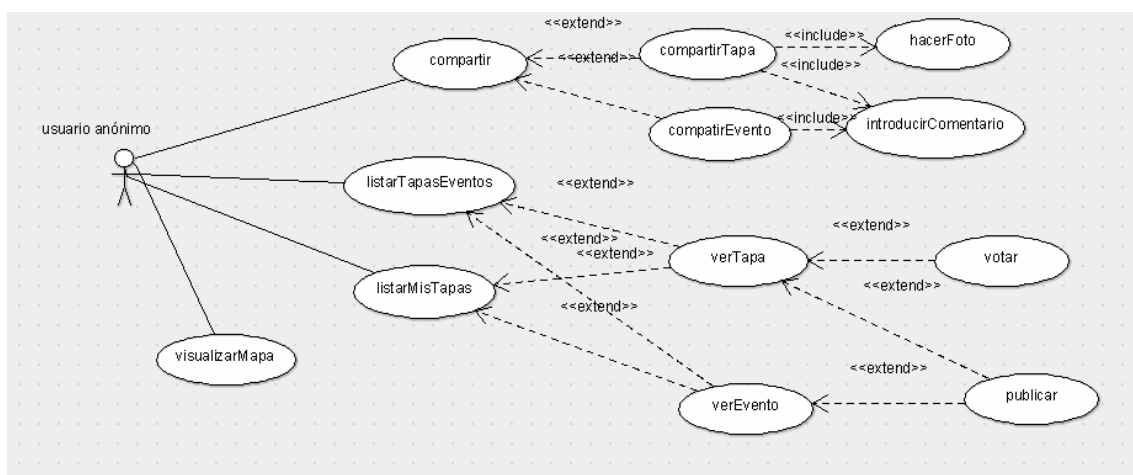 <<extend>>
<<include>>
hacerFoto
compartir
<<extend>>
compartirTapa
<<include>>
usuario anónimo
compatirEvento
<<include>>
introducirComentario
listarTapasEventos
<<extend>>
<<extend>>
<<extend>>
verTapa
<<extend>>
votar
listarMisTapas
<<extend>>
<<extend>>
visualizarMapa
<<extend>>
verEvento
publicar